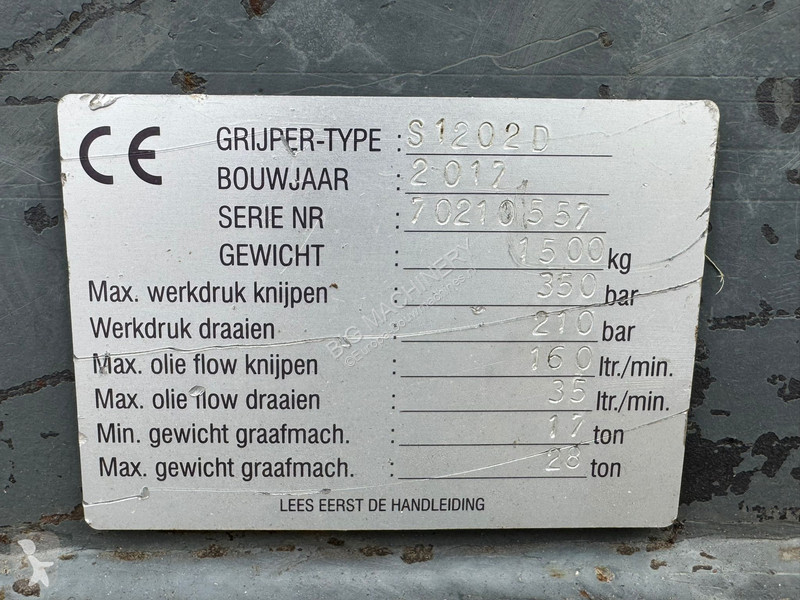 CE
GRIJPER-TYPE : S1202D
BOUWJAAR : 2017
SERIE NR : 70210557
GEWICHT : 1500 kg
Max. werkdruk knijpen : 350 bar
Werkdruk draaien : 210 bar
Max. olie flow knijpen : 160 ltr./min.
Max. olie flow draaien : 35 ltr./min.
Min. gewicht graafmach. : 17 ton
Max. gewicht graafmach. : 28 ton
LEES EERST DE HANDLEIDING
BIG MACHINERY